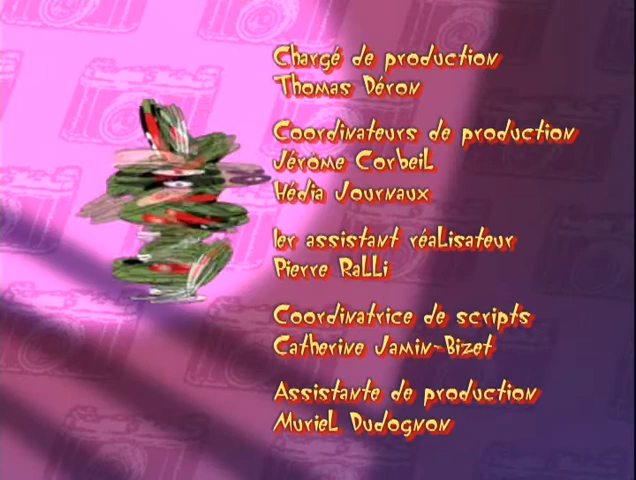 Chargé de production
Thomas Déron
Coordinateurs de production
Jérôme Corbeil
Hédia Journaux
1er assistant réalisateur
Pierre Ralli
Coordinatrice de scripts
Catherine Jamin-Bizet
Assistante de production
Muriel Dudognon